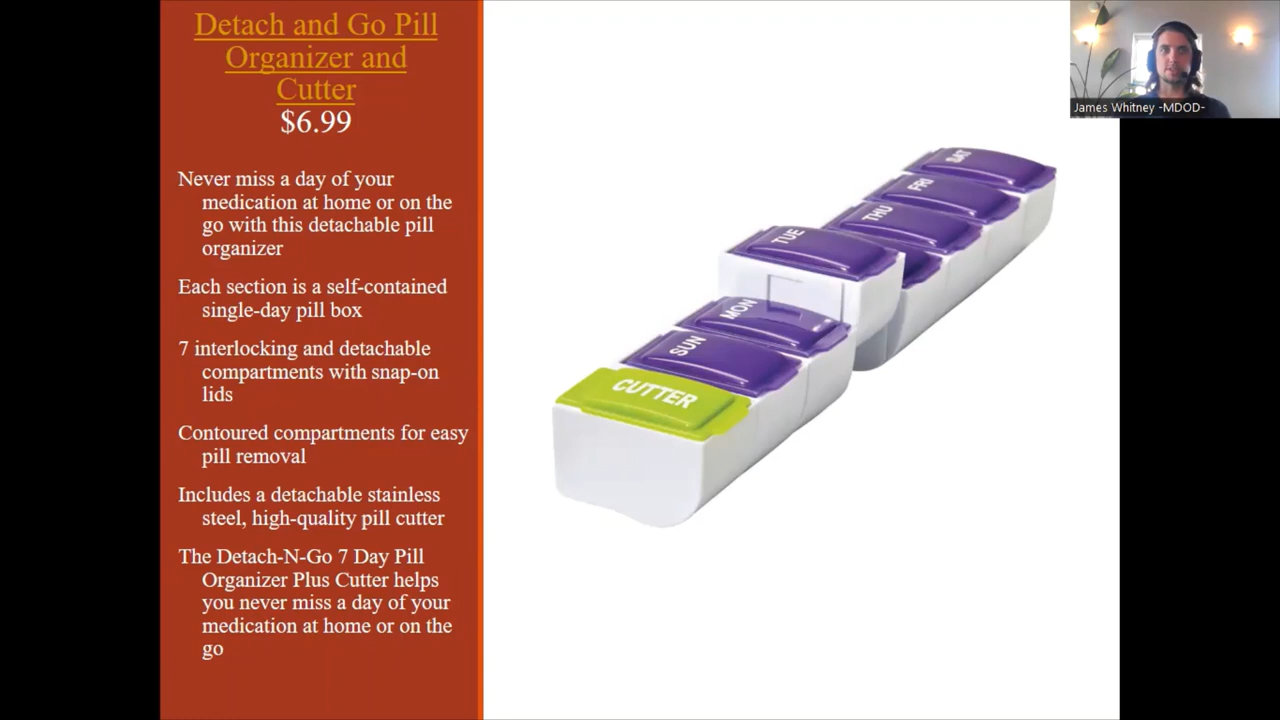 Detach and Go Pill
Organizer and
Cutter
$6.99
Never miss a day of your
medication at home or on the
go with this detachable pill
organizer
Each section is a self-contained
single-day pill box
7 interlocking and detachable
compartments with snap-on
lids
Contoured compartments for easy
pill removal
Includes a detachable stainless
steel, high-quality pill cutter
The Detach-N-Go 7 Day Pill
Organizer Plus Cutter helps
you never miss a day of your
medication at home or on the
go
SAT
FRI
THU
TUE
MON
SUN
CUTTER
James Whitney -MDOD-